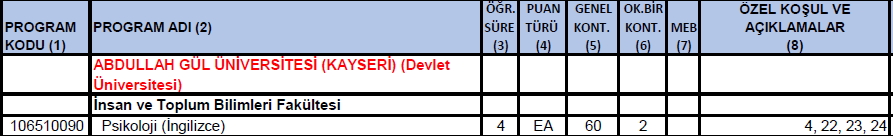 PROGRAM KODU (1) PROGRAM ADI (2) ÖĞR. SÜRE (3) PUAN TÜRÜ (4) GENEL KONT. (5) OK.BİR KONT. (6) MEB (7) ÖZEL KOŞUL VE AÇIKLAMALAR (8)
ABDULLAH GÜL ÜNİVERSİTESİ (KAYSERİ) (Devlet
Üniversitesi)
İnsan ve Toplum Bilimleri Fakültesi
106510090 Psikoloji (İngilizce) 4 EA 60 2 4, 22, 23, 24